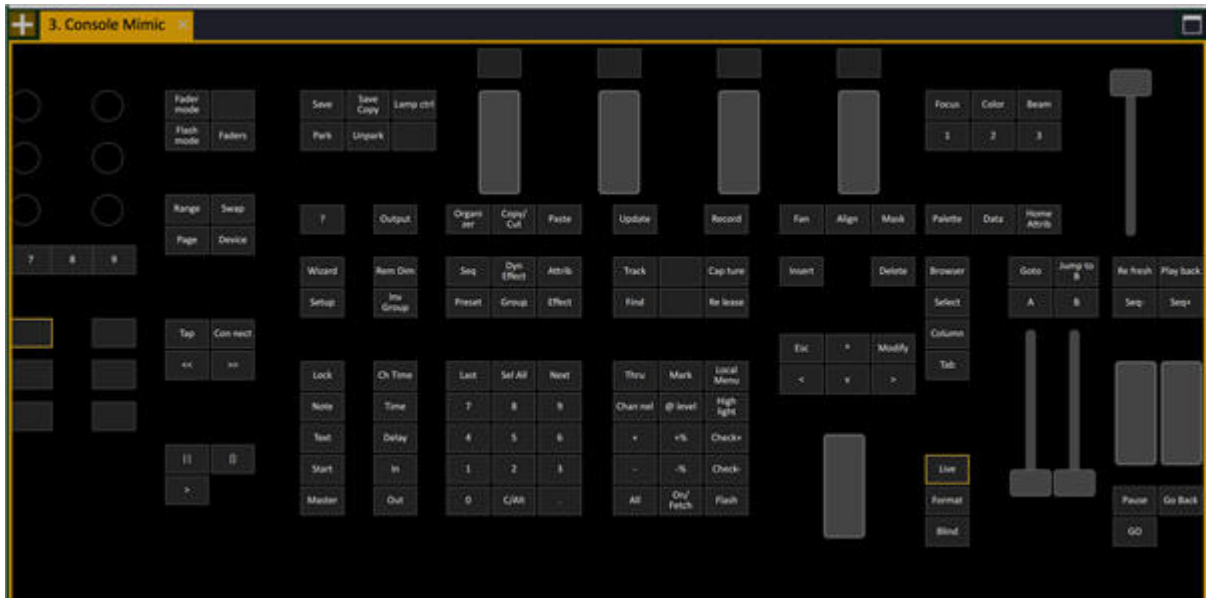 3. Console Mimic ×
Fader mode
Save Save Copy Lamp ctrl
Focus Color Beam
Flash mode Faders
Park Unpark
1 2 3
Range Swap
? Output
Organi zer Copy/ Cut Paste
Update Record
Fan Align Mask
Palette Data Home Attrib
Page Device
7 8 9
Wizard Rem Dim
Seq Dyn Effect Attrib
Track Cap ture
Insert Delete
Browser
Goto Jump to B
Re fresh Play back
Setup Inv Group
Preset Group Effect
Find Re lease
Select
A B
Seq- Seq+
Tap Con nect
Column
Esc ^ Modify
<< >>
Lock Ch Time
Last Sel All Next
Thru Mark Local Menu
< v >
Tab
Note Time
7 8 9
Chan nel @ level High light
Text Delay
4 5 6
+ +% Check+
Start In
1 2 3
- -% Check-
Live
>
Master Out
0 C/Alt .
All On/ Fetch Flash
Format
Pause Go Back
Blind
GO